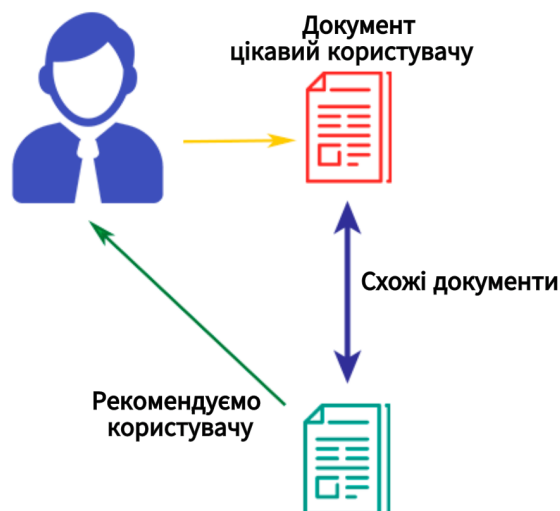 Документ
цікавий користувачу
Схожі документи
Рекомендуємо
користувачу